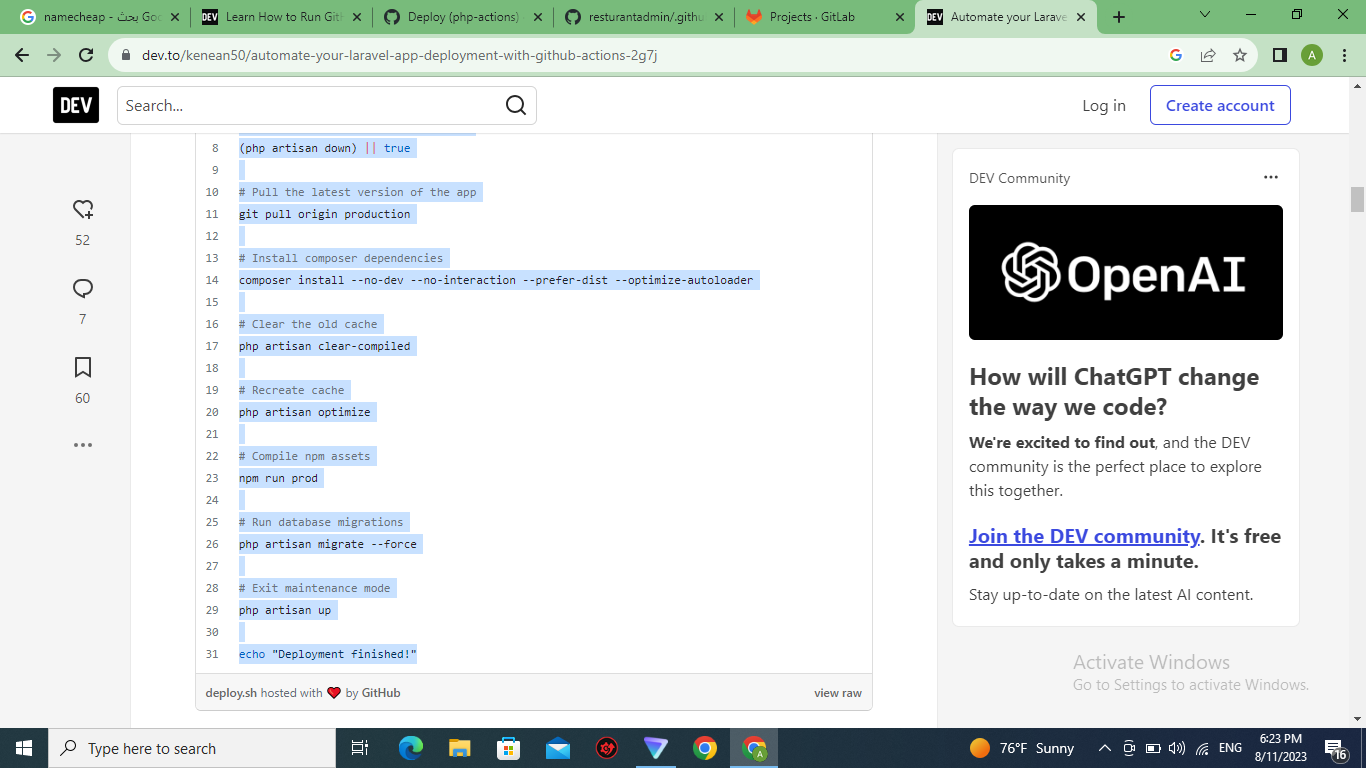 namecheap - بحث Goo
Learn How to Run Git
Deploy (php-actions)
resturantadmin/.githu
Projects · GitLab
DEV
Automate your Larave
dev.to/kenean50/automate-your-laravel-app-deployment-with-github-actions-2g7j
A
DEV
Search...
Log in
Create account
52
7
60
8 (php artisan down) || true
9
10 # Pull the latest version of the app
11 git pull origin production
12
13 # Install composer dependencies
14 composer install --no-dev --no-interaction --prefer-dist --optimize-autoloader
15
16 # Clear the old cache
17 php artisan clear-compiled
18
19 # Recreate cache
20 php artisan optimize
21
22 # Compile npm assets
23 npm run prod
24
25 # Run database migrations
26 php artisan migrate --force
27
28 # Exit maintenance mode
29 php artisan up
30
31 echo "Deployment finished!"
deploy.sh hosted with ❤ by GitHub
view raw
DEV Community
OpenAI
How will ChatGPT change
the way we code?
We're excited to find out, and the DEV
community is the perfect place to explore
this together.
Join the DEV community. It's free
and only takes a minute.
Stay up-to-date on the latest AI content.
Activate Windows
Go to Settings to activate Windows.
Type here to search
76°F Sunny
ENG
6:23 PM
8/11/2023
16